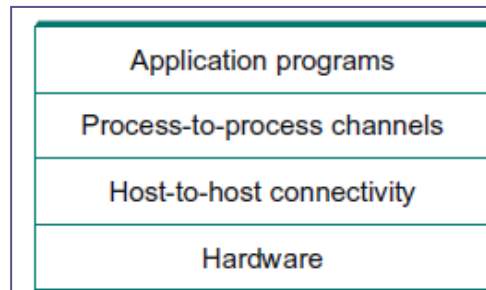 Application programs
Process-to-process channels
Host-to-host connectivity
Hardware